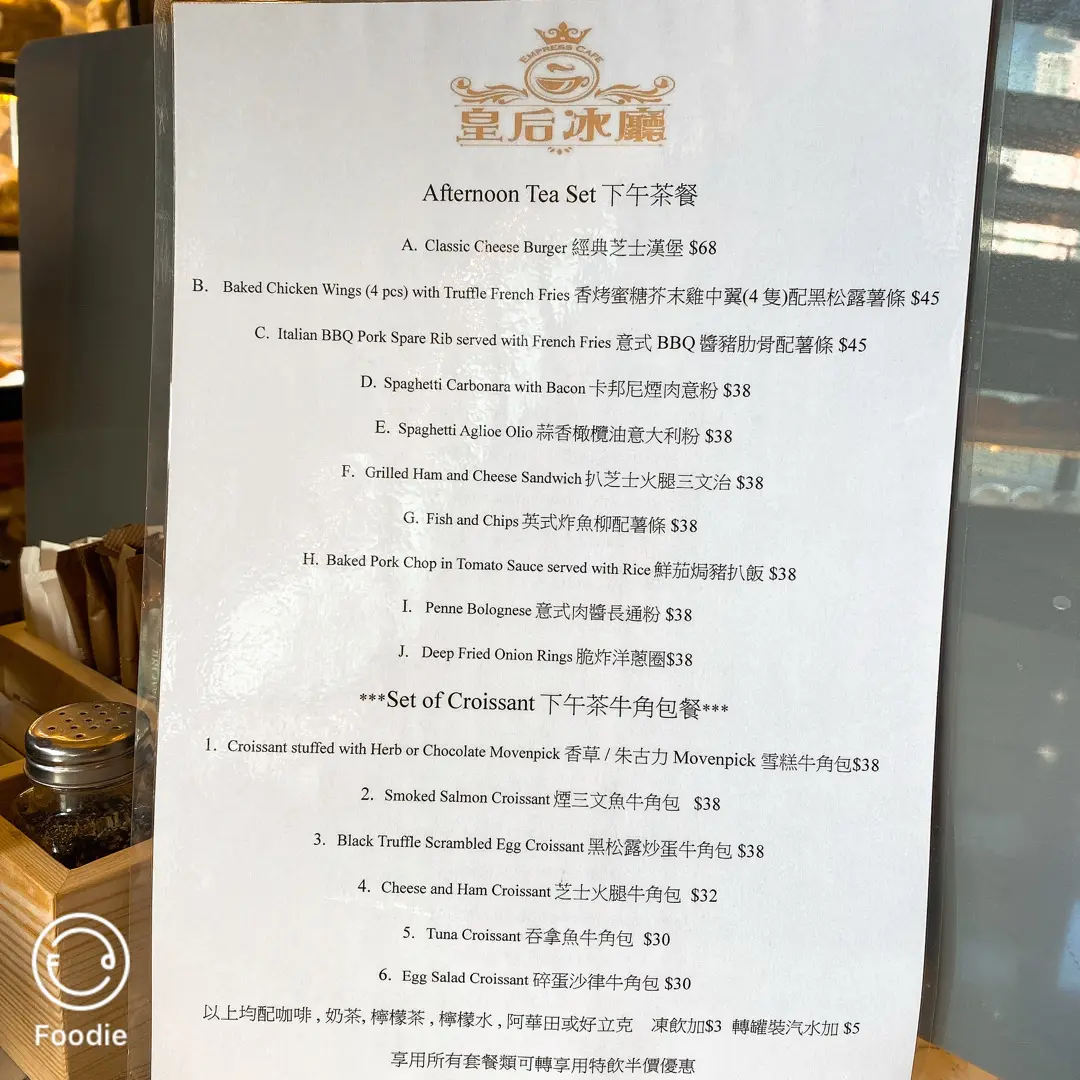 EMPRESS CAFE
皇后冰廳
Afternoon Tea Set 下午茶餐
A. Classic Cheese Burger 經典芝士漢堡 $68
B. Baked Chicken Wings (4 pcs) with Truffle French Fries 香烤蜜糖芥末雞中翼(4 隻)配黑松露薯條 $45
C. Italian BBQ Pork Spare Rib served with French Fries 意式 BBQ 醬豬肋骨配薯條 $45
D. Spaghetti Carbonara with Bacon 卡邦尼煙肉意粉 $38
E. Spaghetti Aglioe Olio 蒜香橄欖油意大利粉 $38
F. Grilled Ham and Cheese Sandwich 扒芝士火腿三文治 $38
G. Fish and Chips 英式炸魚柳配薯條 $38
H. Baked Pork Chop in Tomato Sauce served with Rice 鮮茄焗豬扒飯 $38
I. Penne Bolognese 意式肉醬長通粉 $38
J. Deep Fried Onion Rings 脆炸洋蔥圈$38
***Set of Croissant 下午茶牛角包餐***
1. Croissant stuffed with Herb or Chocolate Movenpick 香草 / 朱古力 Movenpick 雪糕牛角包$38
2. Smoked Salmon Croissant 煙三文魚牛角包 $38
3. Black Truffle Scrambled Egg Croissant 黑松露炒蛋牛角包 $38
4. Cheese and Ham Croissant 芝士火腿牛角包 $32
5. Tuna Croissant 吞拿魚牛角包 $30
6. Egg Salad Croissant 碎蛋沙律牛角包 $30
以上均配咖啡 , 奶茶, 檸檬茶 , 檸檬水 , 阿華田或好立克 凍飲加$3 轉罐裝汽水加 $5
享用所有套餐類可轉享用特飲半價優惠
Foodie